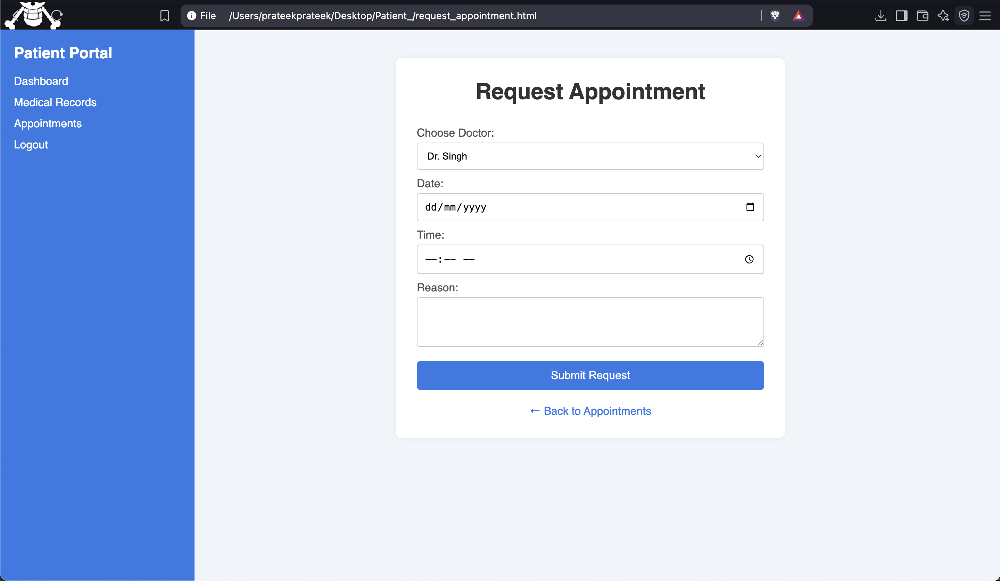 File /Users/prateekprateek/Desktop/Patient_/request_appointment.html
Patient Portal
Dashboard
Medical Records
Appointments
Logout
Request Appointment
Choose Doctor:
Dr. Singh
Date:
dd/mm/yyyy
Time:
--:-- --
Reason:
Submit Request
← Back to Appointments